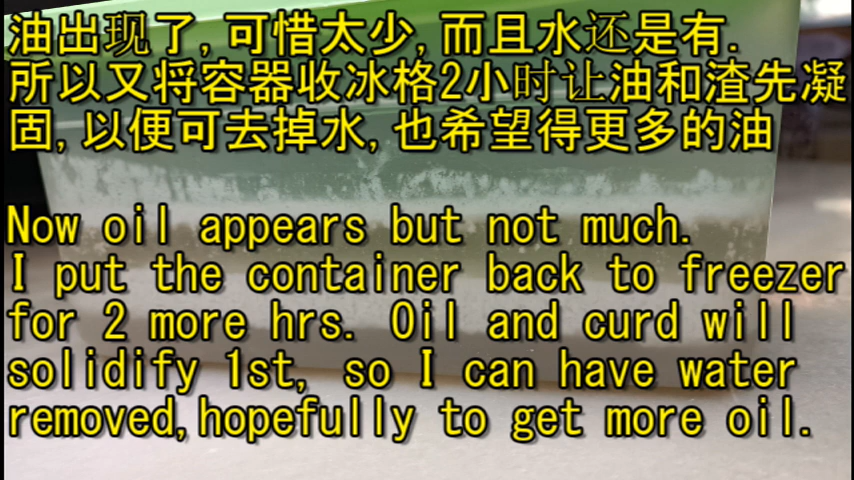 油出现了,可惜太少,而且水还是有.
所以又将容器收冰格2小时让油和渣先凝
固,以便可去掉水,也希望得更多的油
Now oil appears but not much.
I put the container back to freezer
for 2 more hrs. Oil and curd will
solidify 1st, so I can have water
removed,hopefully to get more oil.